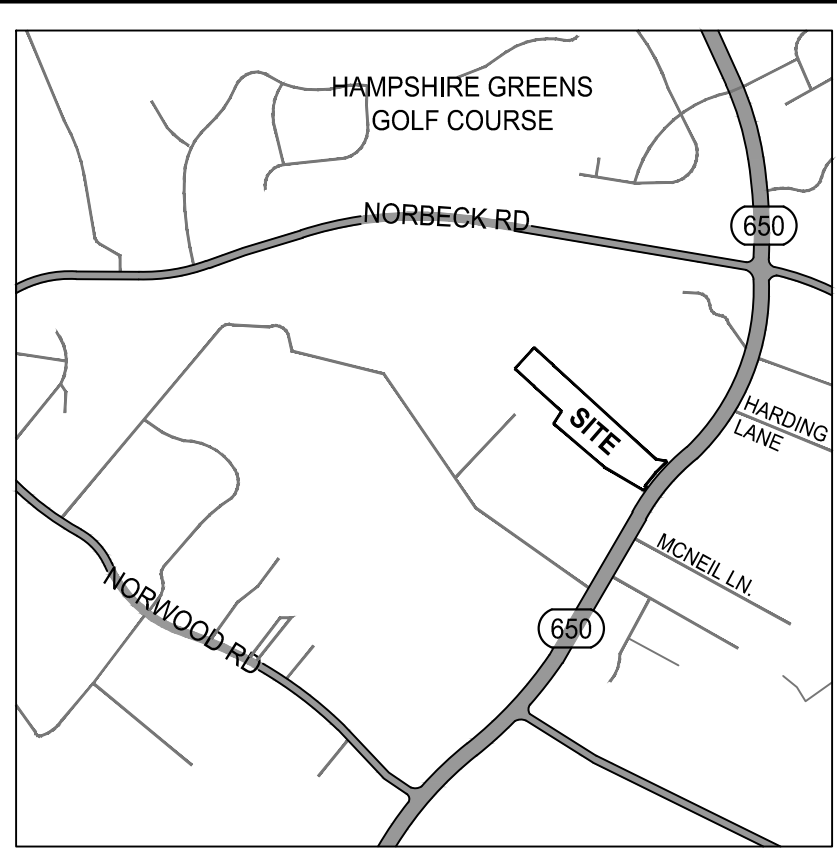 HAMPSHIRE GREENS
GOLF COURSE
NORBECK RD
650
HARDING
LANE
SITE
MCNEIL LN.
NORWOOD RD
650